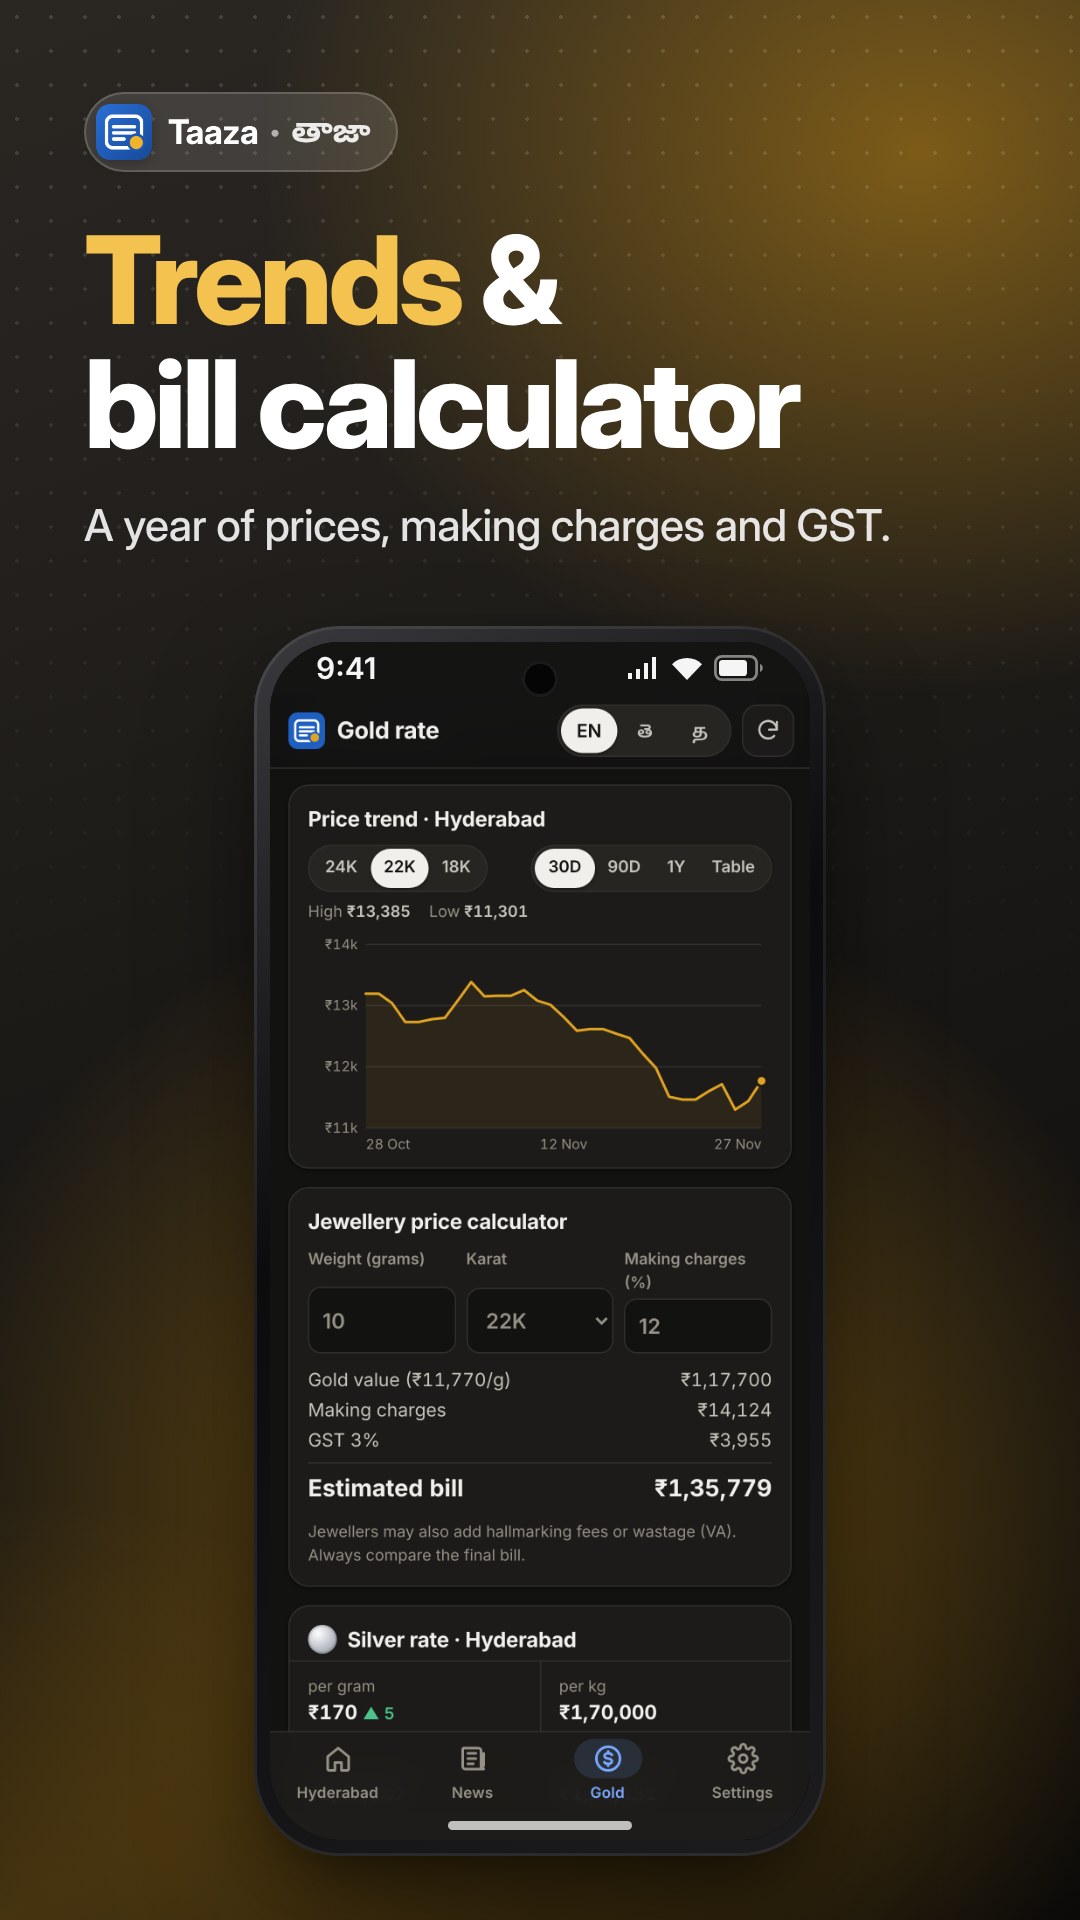 Taaza • తాజా
Trends &
bill calculator
A year of prices, making charges and GST.
9:41
Gold rate
EN తె த
Price trend · Hyderabad
24K 22K 18K 30D 90D 1Y Table
High ₹13,385 Low ₹11,301
₹14k
₹13k
₹12k
₹11k
28 Oct 12 Nov 27 Nov
Jewellery price calculator
Weight (grams) Karat Making charges (%)
10 22K 12
Gold value (₹11,770/g) ₹1,17,700
Making charges ₹14,124
GST 3% ₹3,955
Estimated bill ₹1,35,779
Jewellers may also add hallmarking fees or wastage (VA).
Always compare the final bill.
Silver rate · Hyderabad
per gram per kg
₹170 ▲ 5 ₹1,70,000
Hyderabad News Gold Settings